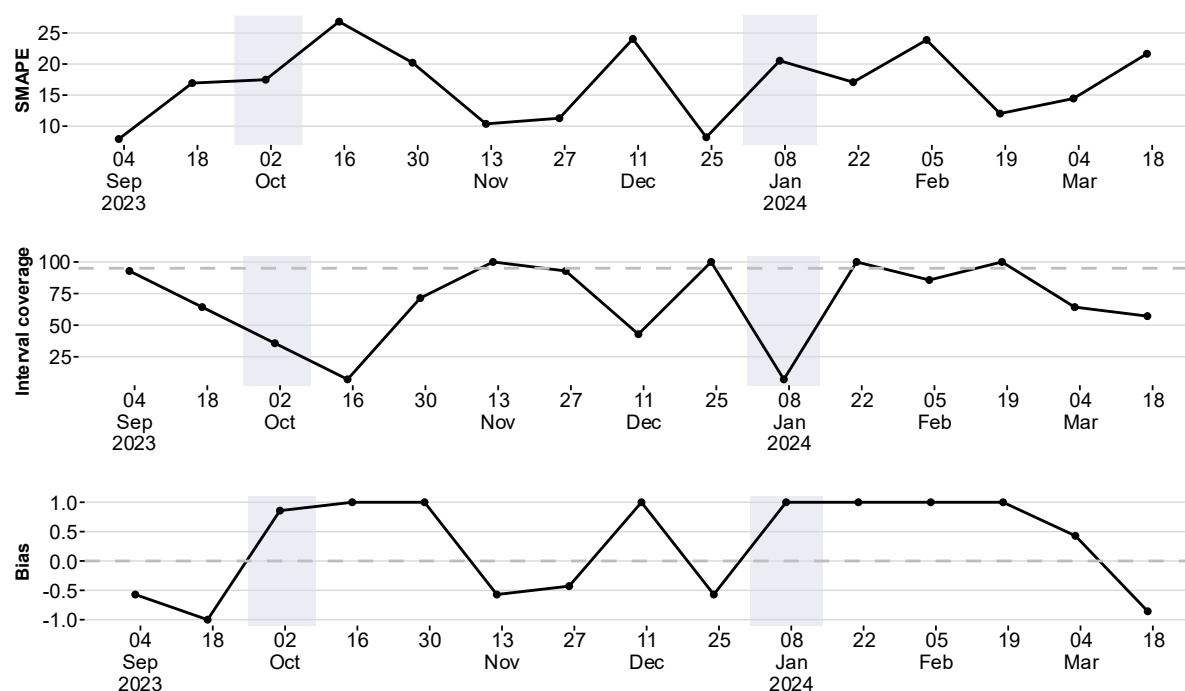 SMAPE
25
20
15
10
04 18 02 16 30 13 27 11 25 08 22 05 19 04 18
Sep Oct Nov Dec Jan Feb Mar
2023 2024
Interval coverage
100
75
50
25
04 18 02 16 30 13 27 11 25 08 22 05 19 04 18
Sep Oct Nov Dec Jan Feb Mar
2023 2024
Bias
1.0
0.5
0.0
-0.5
-1.0
04 18 02 16 30 13 27 11 25 08 22 05 19 04 18
Sep Oct Nov Dec Jan Feb Mar
2023 2024